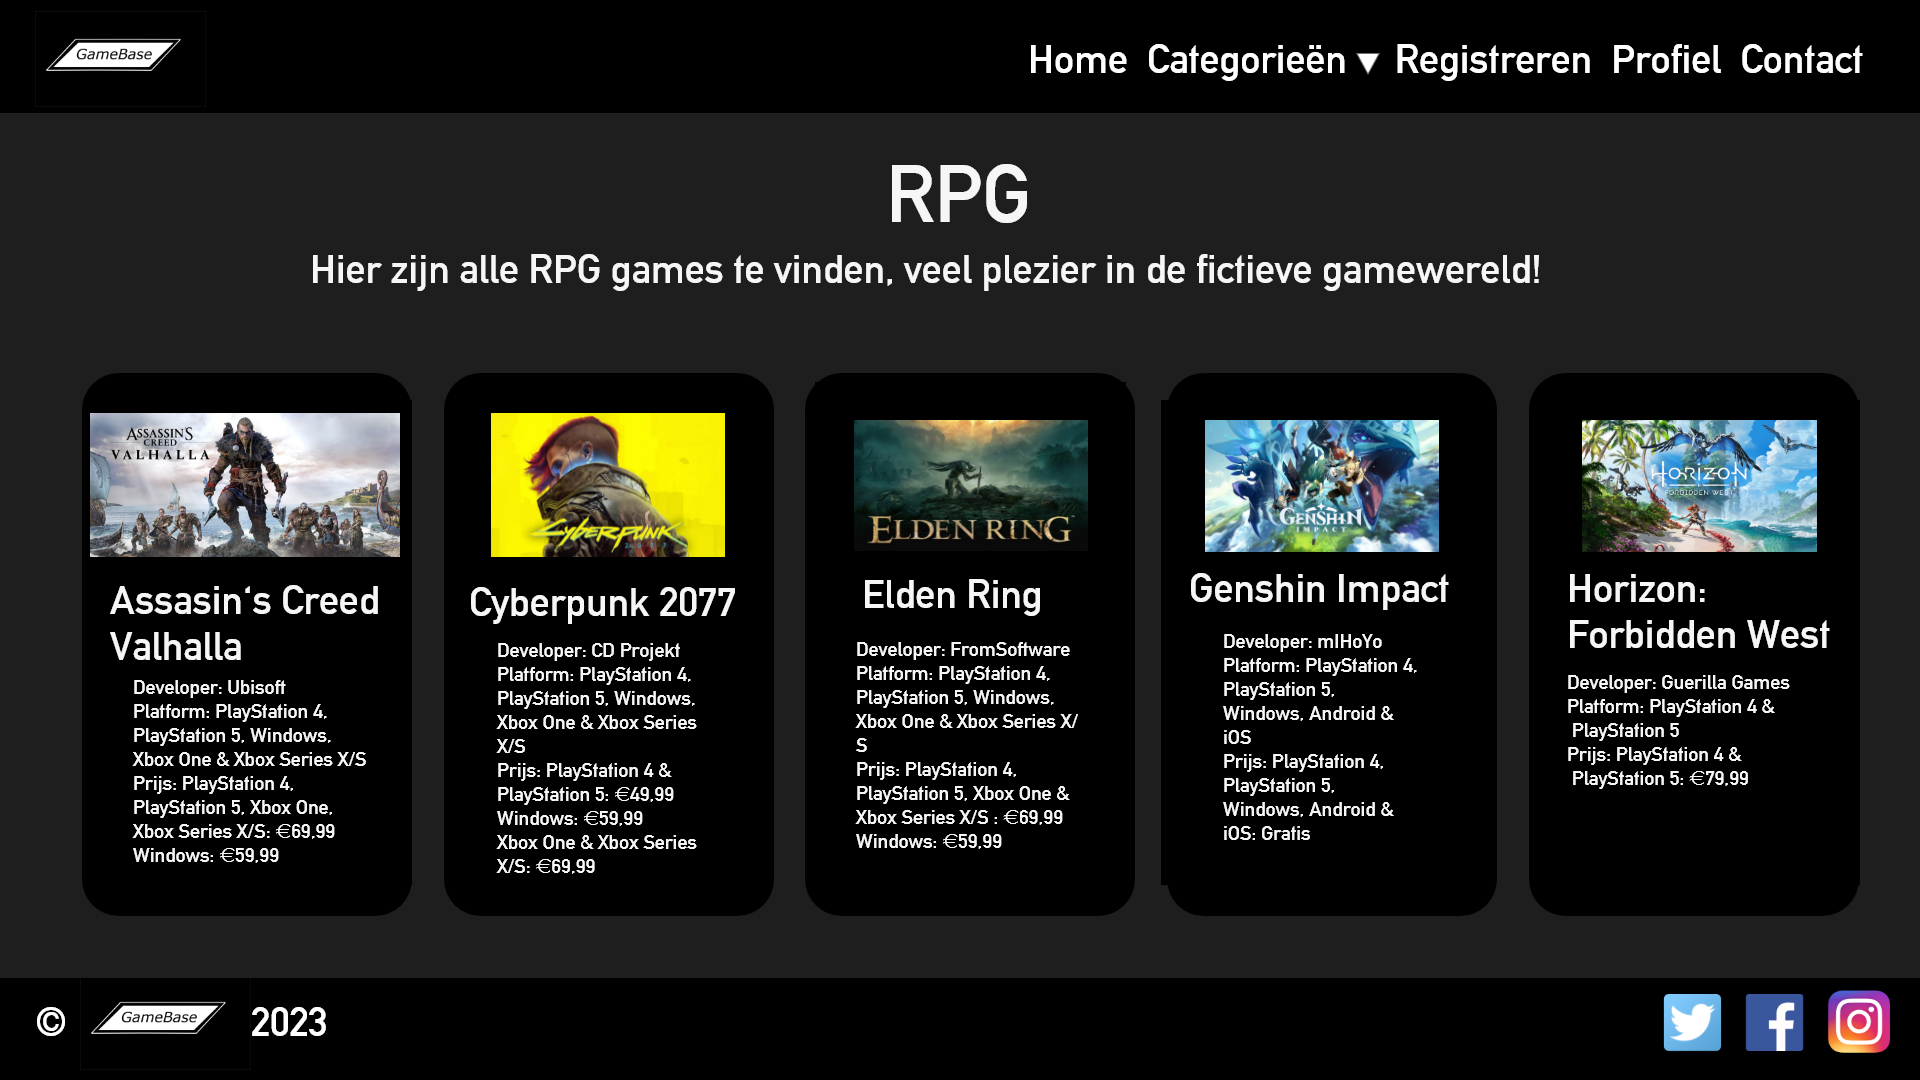 GameBase
Home Categorieën ▼ Registreren Profiel Contact
RPG
Hier zijn alle RPG games te vinden, veel plezier in de fictieve gamewereld!
ASSASSIN'S
CREED
VALHALLA
Assasin‘s Creed
Valhalla
Developer: Ubisoft
Platform: PlayStation 4,
PlayStation 5, Windows,
Xbox One & Xbox Series X/S
Prijs: PlayStation 4,
PlayStation 5, Xbox One,
Xbox Series X/S: €69,99
Windows: €59,99
Cyberpunk
Cyberpunk 2077
Developer: CD Projekt
Platform: PlayStation 4,
PlayStation 5, Windows,
Xbox One & Xbox Series
X/S
Prijs: PlayStation 4 &
PlayStation 5: €49,99
Windows: €59,99
Xbox One & Xbox Series
X/S: €69,99
ELDEN RING
Elden Ring
Developer: FromSoftware
Platform: PlayStation 4,
PlayStation 5, Windows,
Xbox One & Xbox Series X/
S
Prijs: PlayStation 4,
PlayStation 5, Xbox One &
Xbox Series X/S : €69,99
Windows: €59,99
GENSHIN
IMPACT
Genshin Impact
Developer: mIHoYo
Platform: PlayStation 4,
PlayStation 5,
Windows, Android &
iOS
Prijs: PlayStation 4,
PlayStation 5,
Windows, Android &
iOS: Gratis
HORIZON
FORBIDDEN WEST
Horizon:
Forbidden West
Developer: Guerilla Games
Platform: PlayStation 4 &
PlayStation 5
Prijs: PlayStation 4 &
PlayStation 5: €79,99
© GameBase 2023